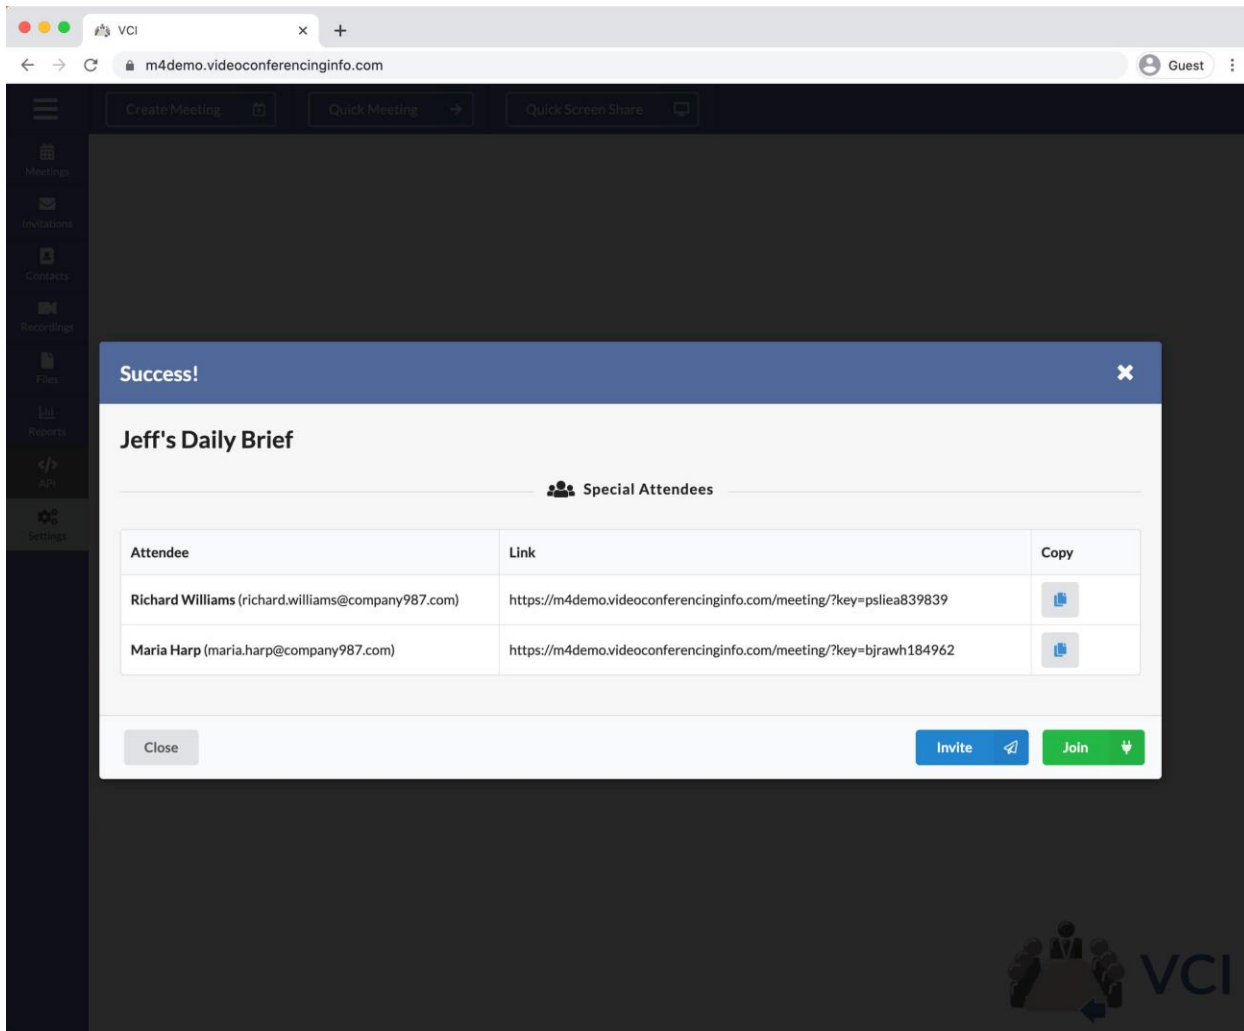 VCI
m4demo.videoconferencinginfo.com
Guest
Create Meeting
Quick Meeting
Quick Screen Share
Meetings
Invitations
Contacts
Recordings
Files
Reports
</>
API
Settings
Success!
Jeff's Daily Brief
Special Attendees
Attendee Link Copy
Richard Williams (richard.williams@company987.com) https://m4demo.videoconferencinginfo.com/meeting/?key=psliea839839
Maria Harp (maria.harp@company987.com) https://m4demo.videoconferencinginfo.com/meeting/?key=bjrawh184962
Close Invite Join
VCI